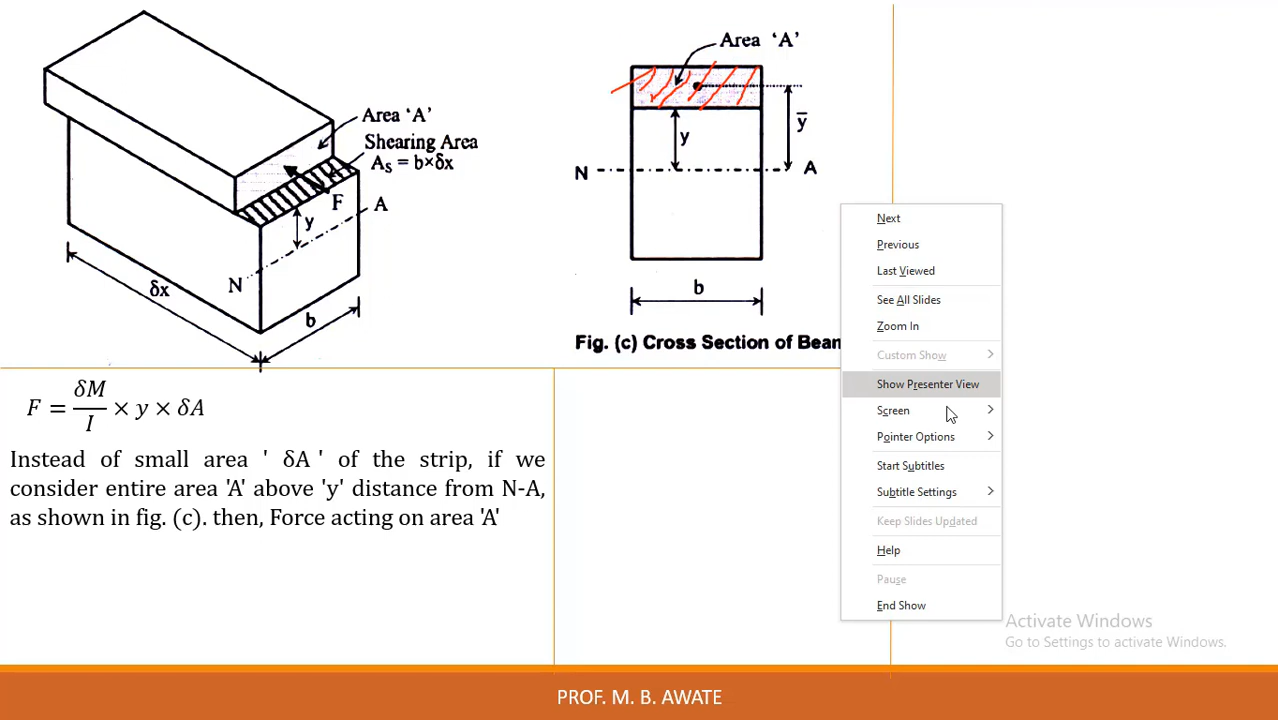 Area 'A'
Shearing Area
As = b×δx
F
A
y
N
δx
b
Area 'A'
y
y̅
N
A
b
Fig. (c) Cross Section of Beam
Next
Previous
Last Viewed
See All Slides
Zoom In
Custom Show
Show Presenter View
Screen
Pointer Options
Start Subtitles
Subtitle Settings
Keep Slides Updated
Help
Pause
End Show
F = δM/I × y × δA
Instead of small area ' δA ' of the strip, if we
consider entire area 'A' above 'y' distance from N-A,
as shown in fig. (c). then, Force acting on area 'A'
Activate Windows
Go to Settings to activate Windows.
PROF. M. B. AWATE